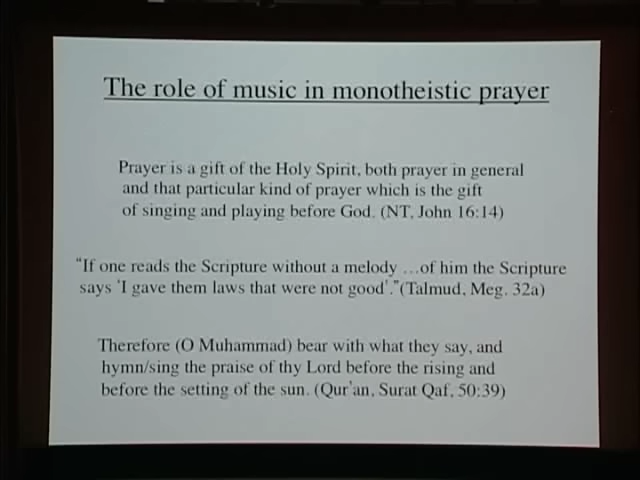 The role of music in monotheistic prayer
Prayer is a gift of the Holy Spirit, both prayer in general
and that particular kind of prayer which is the gift
of singing and playing before God. (NT, John 16:14)
“If one reads the Scripture without a melody …of him the Scripture
says ‘I gave them laws that were not good’.”(Talmud, Meg. 32a)
Therefore (O Muhammad) bear with what they say, and
hymn/sing the praise of thy Lord before the rising and
before the setting of the sun. (Qur'an, Surat Qaf, 50:39)